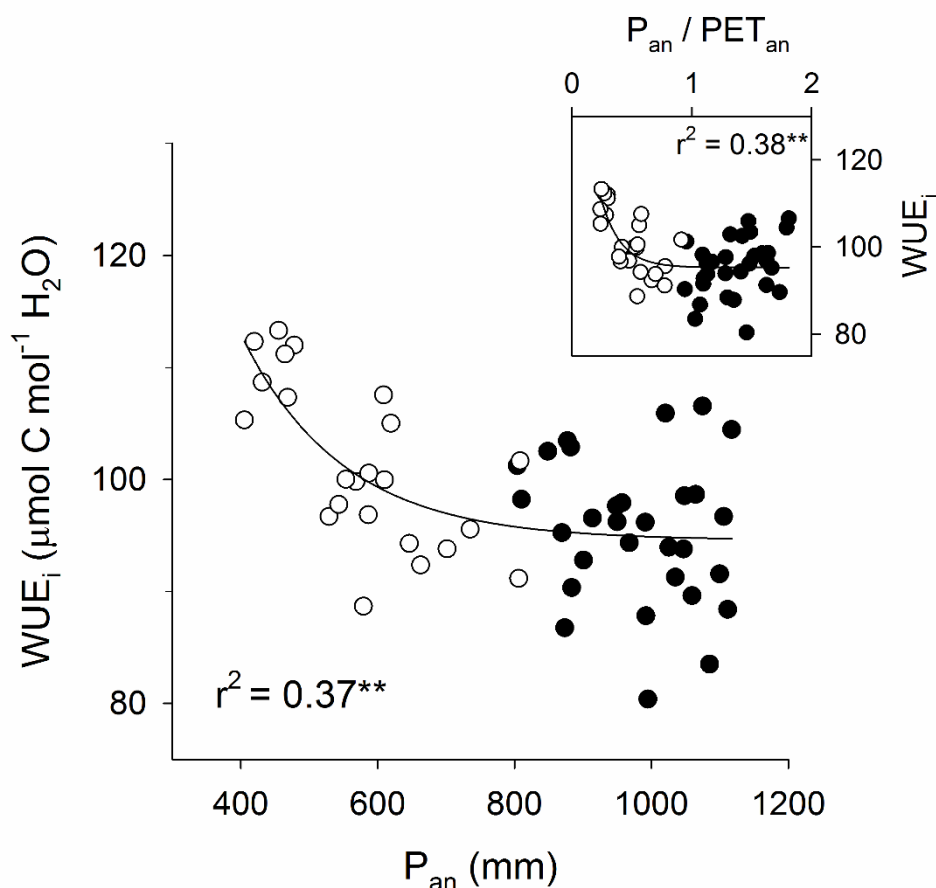 P_an / PET_an
0 1 2
r² = 0.38**
120
100
80
WUE_i
120
100
80
WUE_i (μmol C mol⁻¹ H₂O)
r² = 0.37**
400 600 800 1000 1200
P_an (mm)